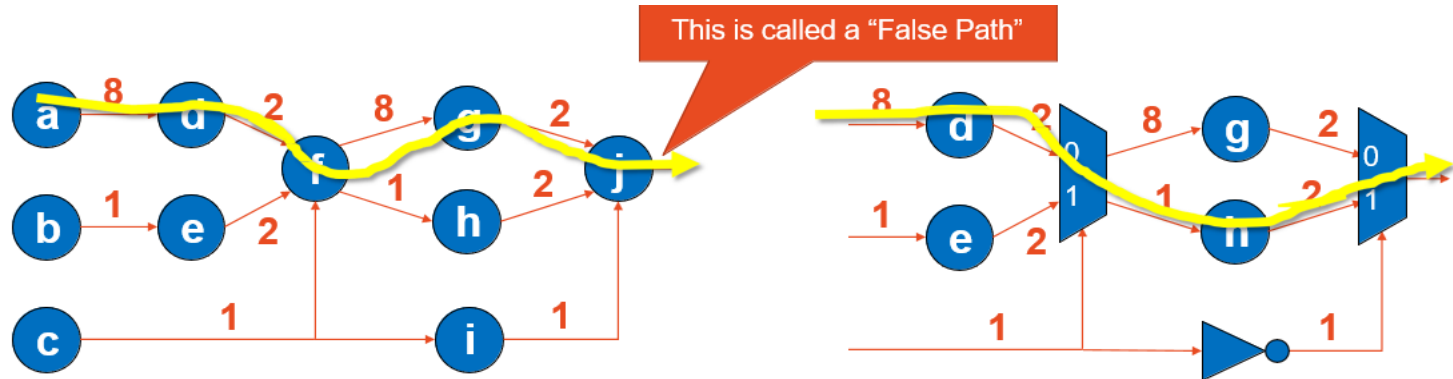 This is called a "False Path"
a 8 d 2 f 8 g 2 j
b 1 e 2 1 h 2
c 1 i 1
8 d 2 0 8 g 2 0
1 e 2 1 1 h 2 1
1 1